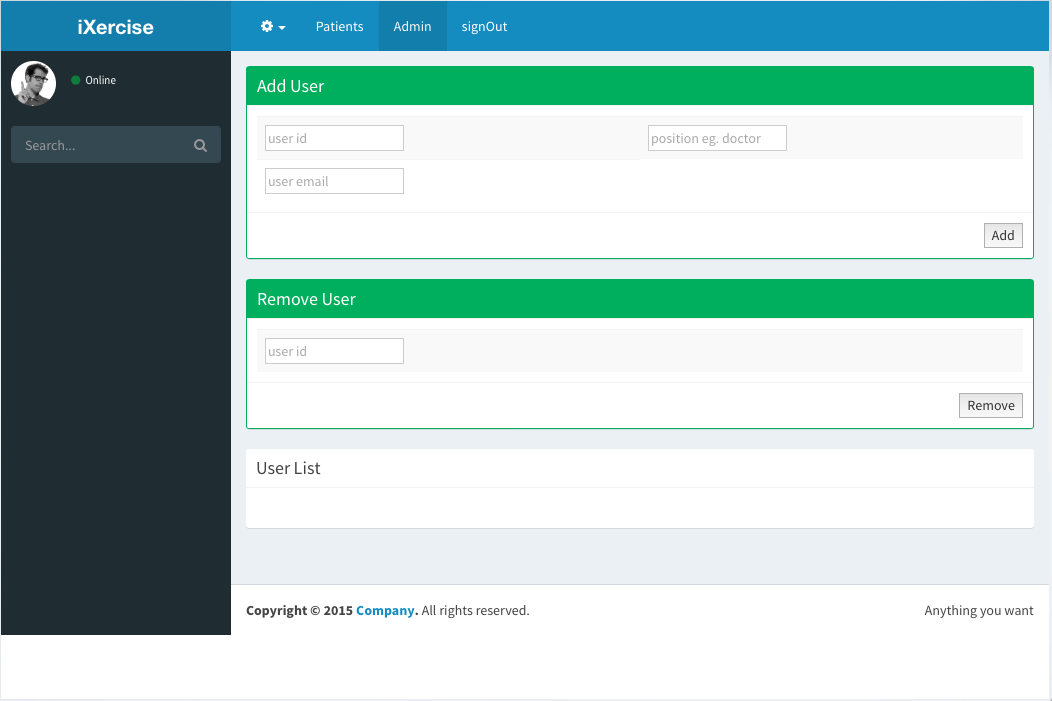 iXercise
Patients
Admin
signOut
Online
Search...
Add User
user id
position eg. doctor
user email
Add
Remove User
user id
Remove
User List
Copyright © 2015 Company. All rights reserved.
Anything you want